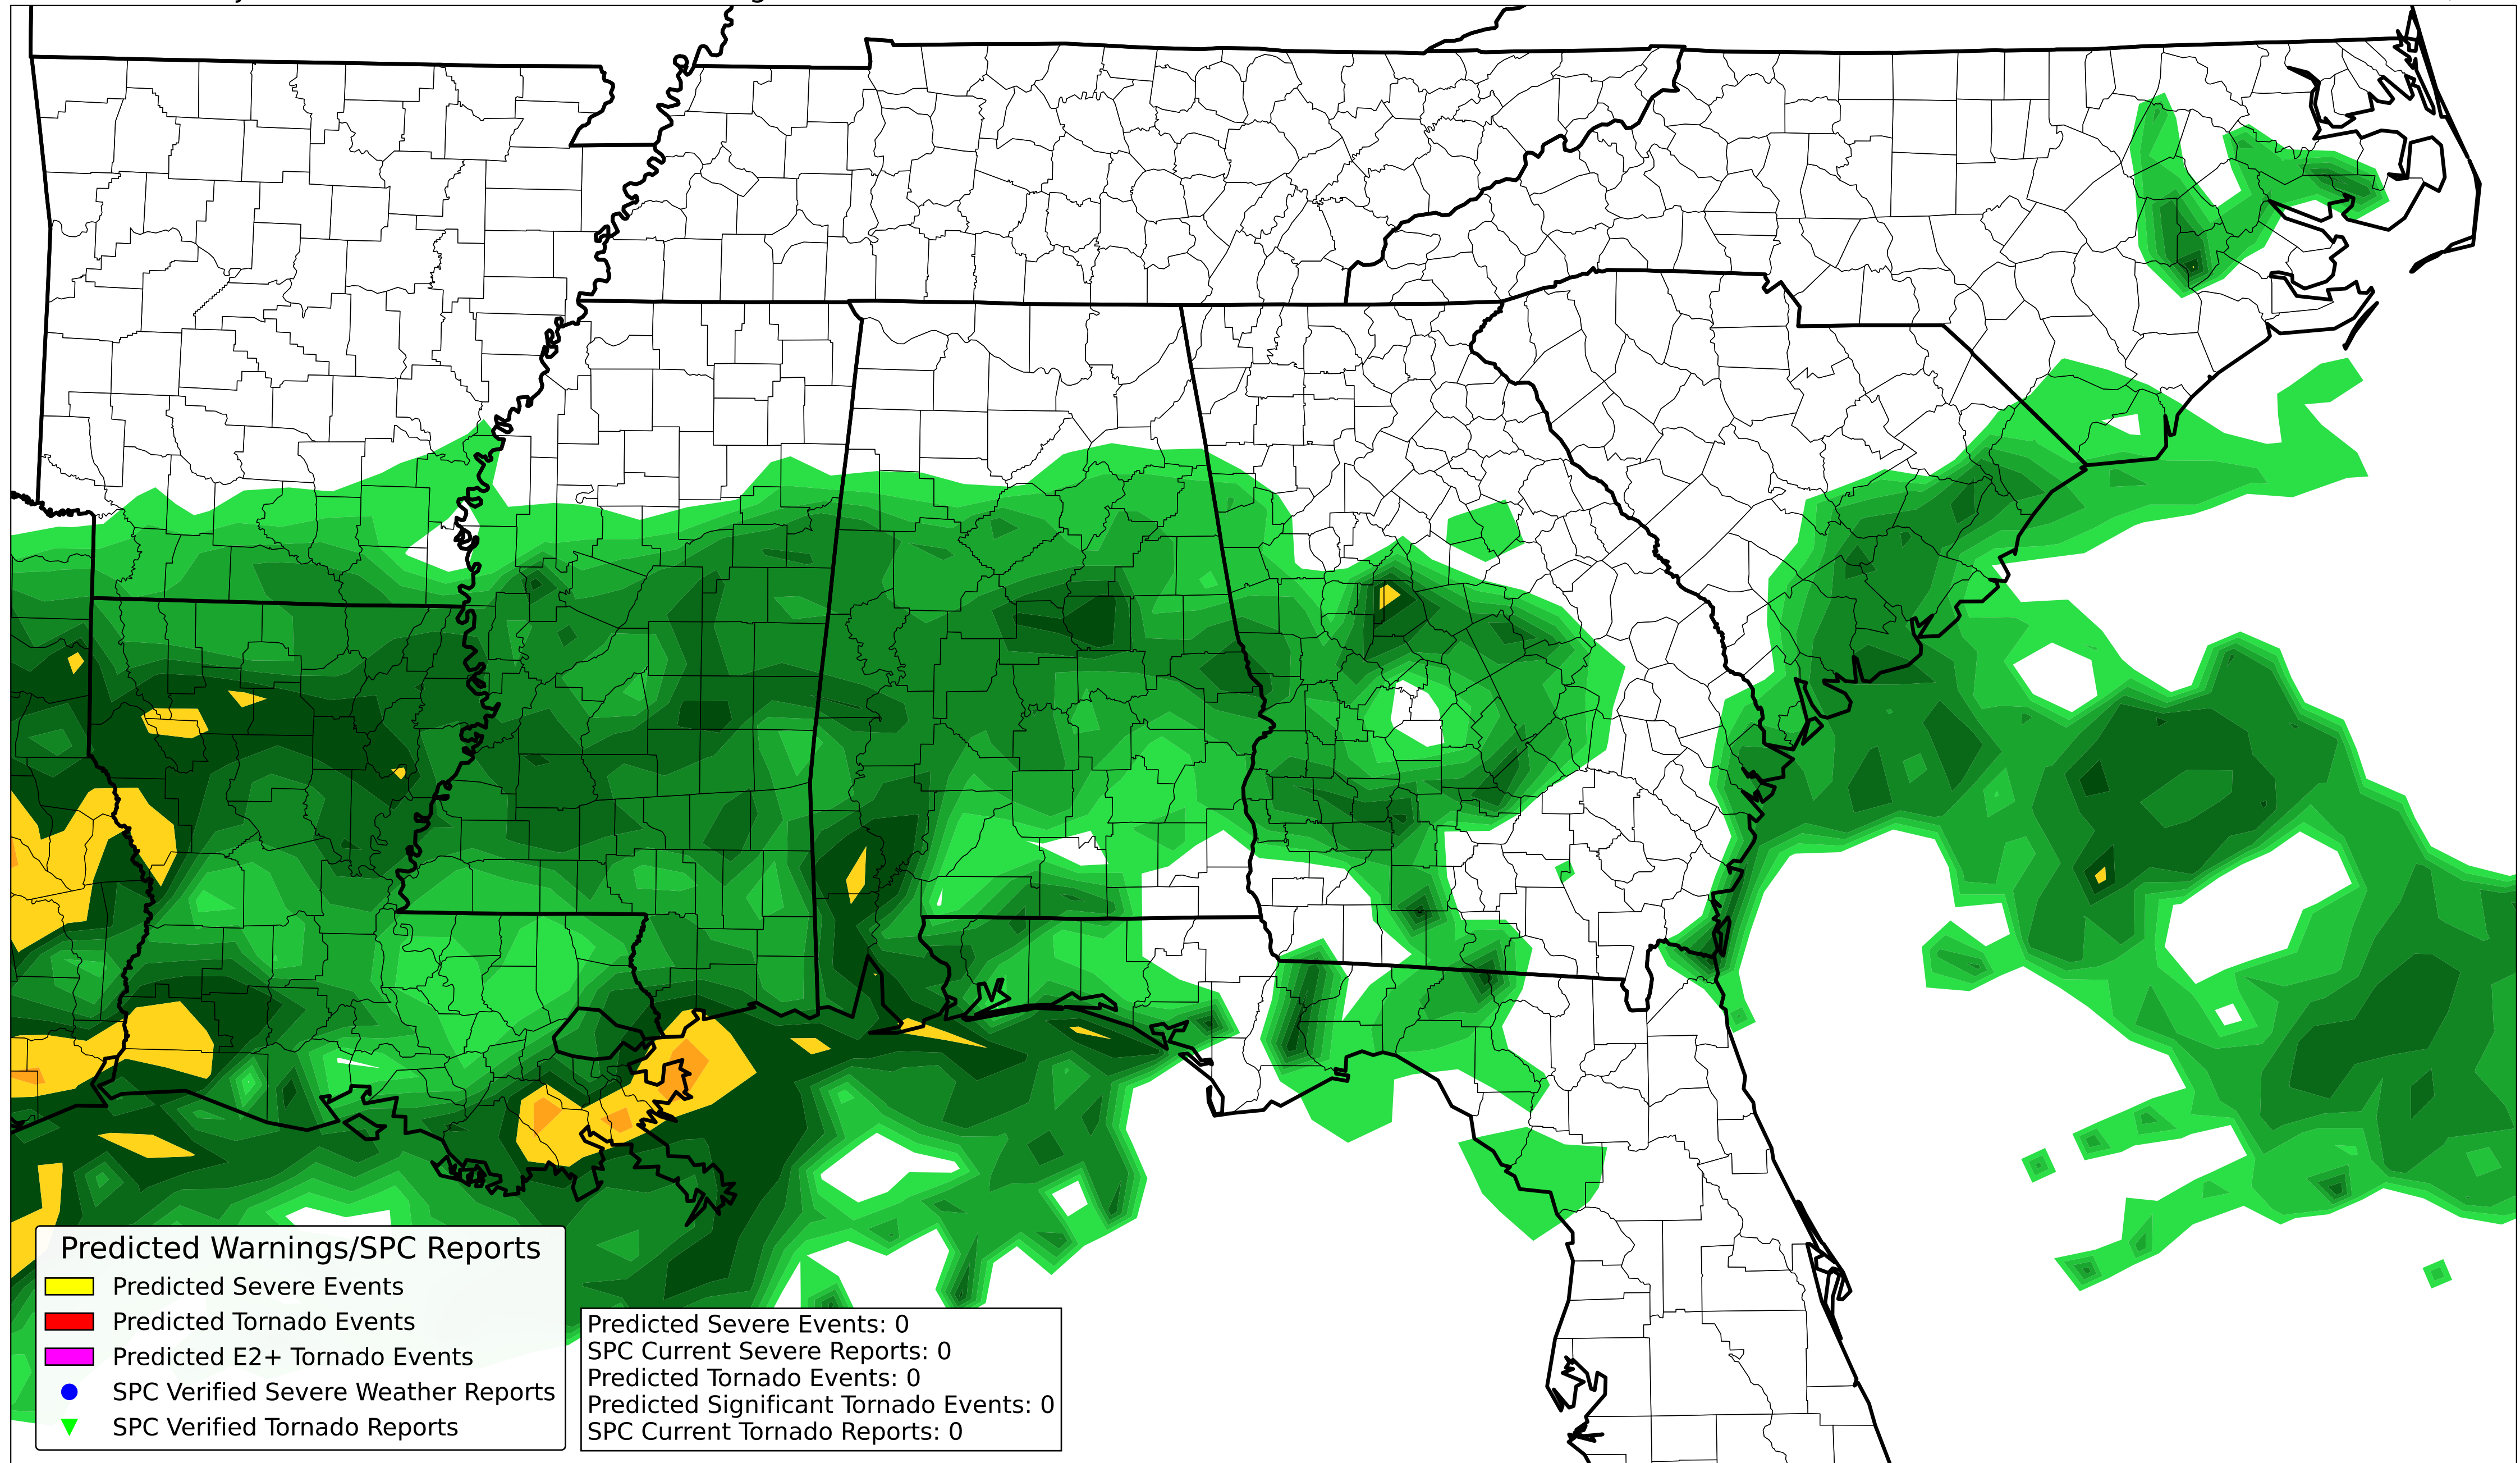 Predicted Warnings/SPC Reports
Predicted Severe Events
Predicted Tornado Events
Predicted E2+ Tornado Events
SPC Verified Severe Weather Reports
SPC Verified Tornado Reports
Predicted Severe Events: 0
SPC Current Severe Reports: 0
Predicted Tornado Events: 0
Predicted Significant Tornado Events: 0
SPC Current Tornado Reports: 0